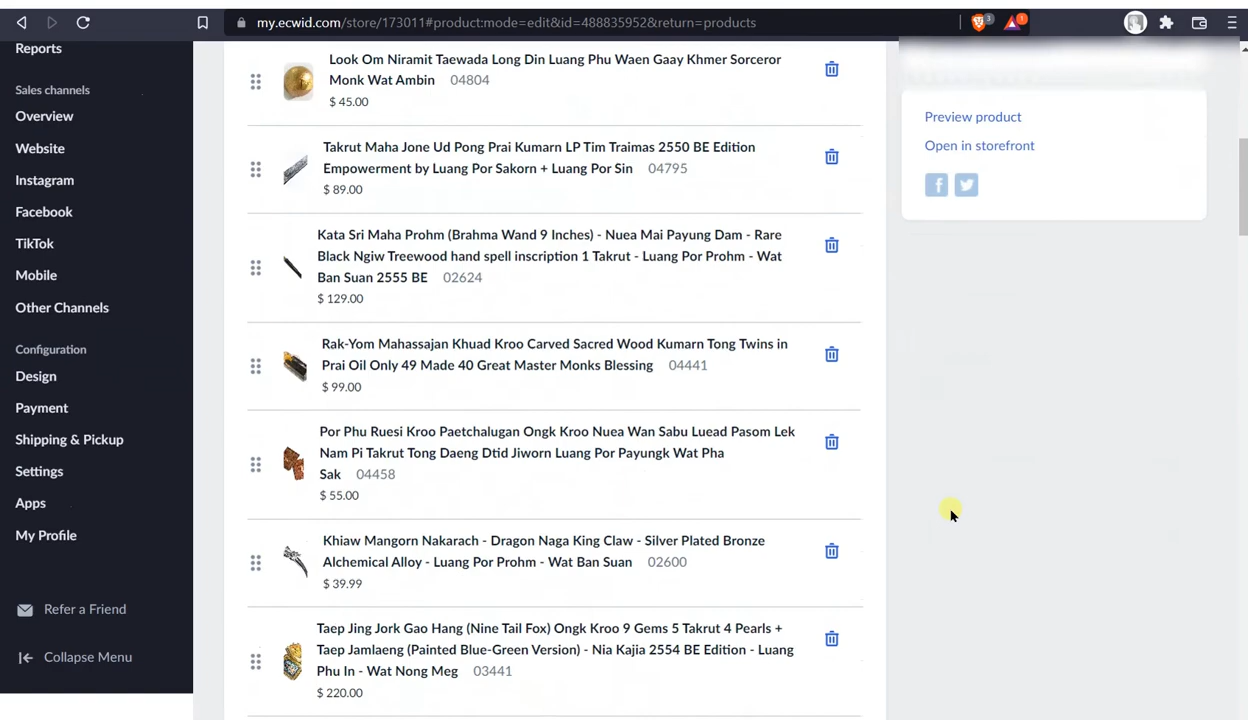 my.ecwid.com/store/173011#product:mode=edit&id=488835952&return=products
3
1
Reports
Sales channels
Overview
Website
Instagram
Facebook
TikTok
Mobile
Other Channels
Configuration
Design
Payment
Shipping & Pickup
Settings
Apps
My Profile
Refer a Friend
Collapse Menu
Look Om Niramit Taewada Long Din Luang Phu Waen Gaay Khmer Sorceror
Monk Wat Ambin 04804
$ 45.00
Takrut Maha Jone Ud Pong Prai Kumarn LP Tim Traimas 2550 BE Edition
Empowerment by Luang Por Sakorn + Luang Por Sin 04795
$ 89.00
Kata Sri Maha Prohm (Brahma Wand 9 Inches) - Nuea Mai Payung Dam - Rare
Black Ngiw Treewood hand spell inscription 1 Takrut - Luang Por Prohm - Wat
Ban Suan 2555 BE 02624
$ 129.00
Rak-Yom Mahassajan Khuad Kroo Carved Sacred Wood Kumarn Tong Twins in
Prai Oil Only 49 Made 40 Great Master Monks Blessing 04441
$ 99.00
Por Phu Ruesi Kroo Paetchalugan Ongk Kroo Nuea Wan Sabu Luead Pasom Lek
Nam Pi Takrut Tong Daeng Dtid Jiworn Luang Por Payungk Wat Pha
Sak 04458
$ 55.00
Khiaw Mangorn Nakarach - Dragon Naga King Claw - Silver Plated Bronze
Alchemical Alloy - Luang Por Prohm - Wat Ban Suan 02600
$ 39.99
Taep Jing Jork Gao Hang (Nine Tail Fox) Ongk Kroo 9 Gems 5 Takrut 4 Pearls +
Taep Jamlaeng (Painted Blue-Green Version) - Nia Kajia 2554 BE Edition - Luang
Phu In - Wat Nong Meg 03441
$ 220.00
Preview product
Open in storefront